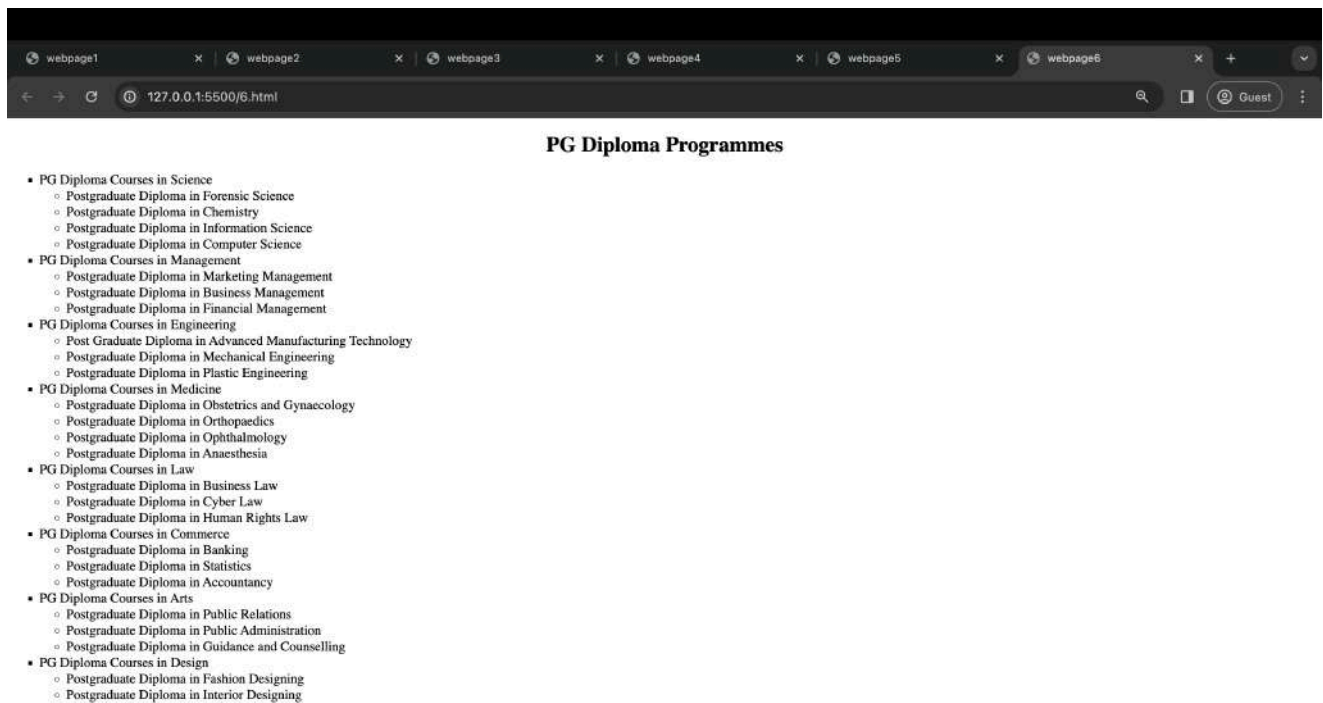 webpage1 webpage2 webpage3 webpage4 webpage5 webpage6
127.0.0.1:5500/6.html Guest
PG Diploma Programmes
PG Diploma Courses in Science
Postgraduate Diploma in Forensic Science
Postgraduate Diploma in Chemistry
Postgraduate Diploma in Information Science
Postgraduate Diploma in Computer Science
PG Diploma Courses in Management
Postgraduate Diploma in Marketing Management
Postgraduate Diploma in Business Management
Postgraduate Diploma in Financial Management
PG Diploma Courses in Engineering
Post Graduate Diploma in Advanced Manufacturing Technology
Postgraduate Diploma in Mechanical Engineering
Postgraduate Diploma in Plastic Engineering
PG Diploma Courses in Medicine
Postgraduate Diploma in Obstetrics and Gynaecology
Postgraduate Diploma in Orthopaedics
Postgraduate Diploma in Ophthalmology
Postgraduate Diploma in Anaesthesia
PG Diploma Courses in Law
Postgraduate Diploma in Business Law
Postgraduate Diploma in Cyber Law
Postgraduate Diploma in Human Rights Law
PG Diploma Courses in Commerce
Postgraduate Diploma in Banking
Postgraduate Diploma in Statistics
Postgraduate Diploma in Accountancy
PG Diploma Courses in Arts
Postgraduate Diploma in Public Relations
Postgraduate Diploma in Public Administration
Postgraduate Diploma in Guidance and Counselling
PG Diploma Courses in Design
Postgraduate Diploma in Fashion Designing
Postgraduate Diploma in Interior Designing